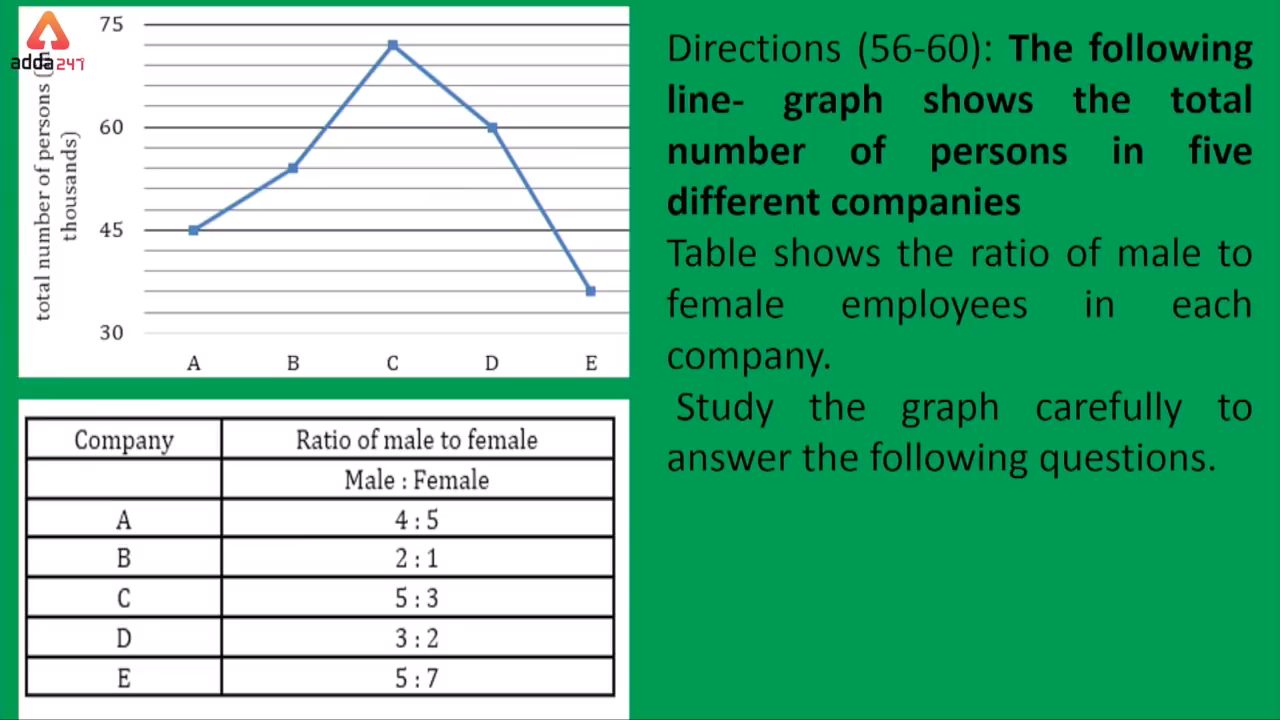 adda247
75
60
45
30
total number of persons (
thousands)
A B C D E
Company Ratio of male to female
Male : Female
A 4 : 5
B 2 : 1
C 5 : 3
D 3 : 2
E 5 : 7
Directions (56-60): The following
line- graph shows the total
number of persons in five
different companies
Table shows the ratio of male to
female employees in each
company.
Study the graph carefully to
answer the following questions.